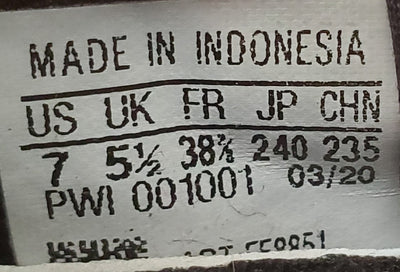 MADE IN INDONESIA
US UK FR JP CHN
7 5½ 38⅔ 240 235
PWI 001001 03/20